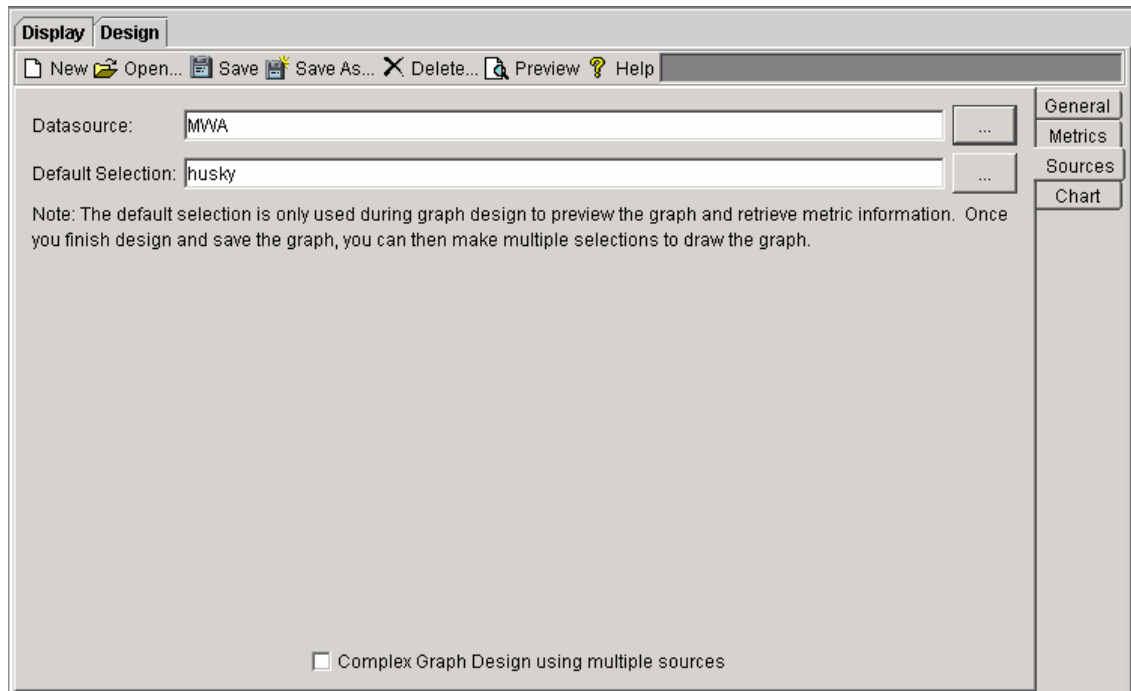 Display Design
New Open... Save Save As... Delete... Preview Help
General
Metrics
Sources
Chart
Datasource: MWA ...
Default Selection: husky ...
Note: The default selection is only used during graph design to preview the graph and retrieve metric information. Once
you finish design and save the graph, you can then make multiple selections to draw the graph.
Complex Graph Design using multiple sources